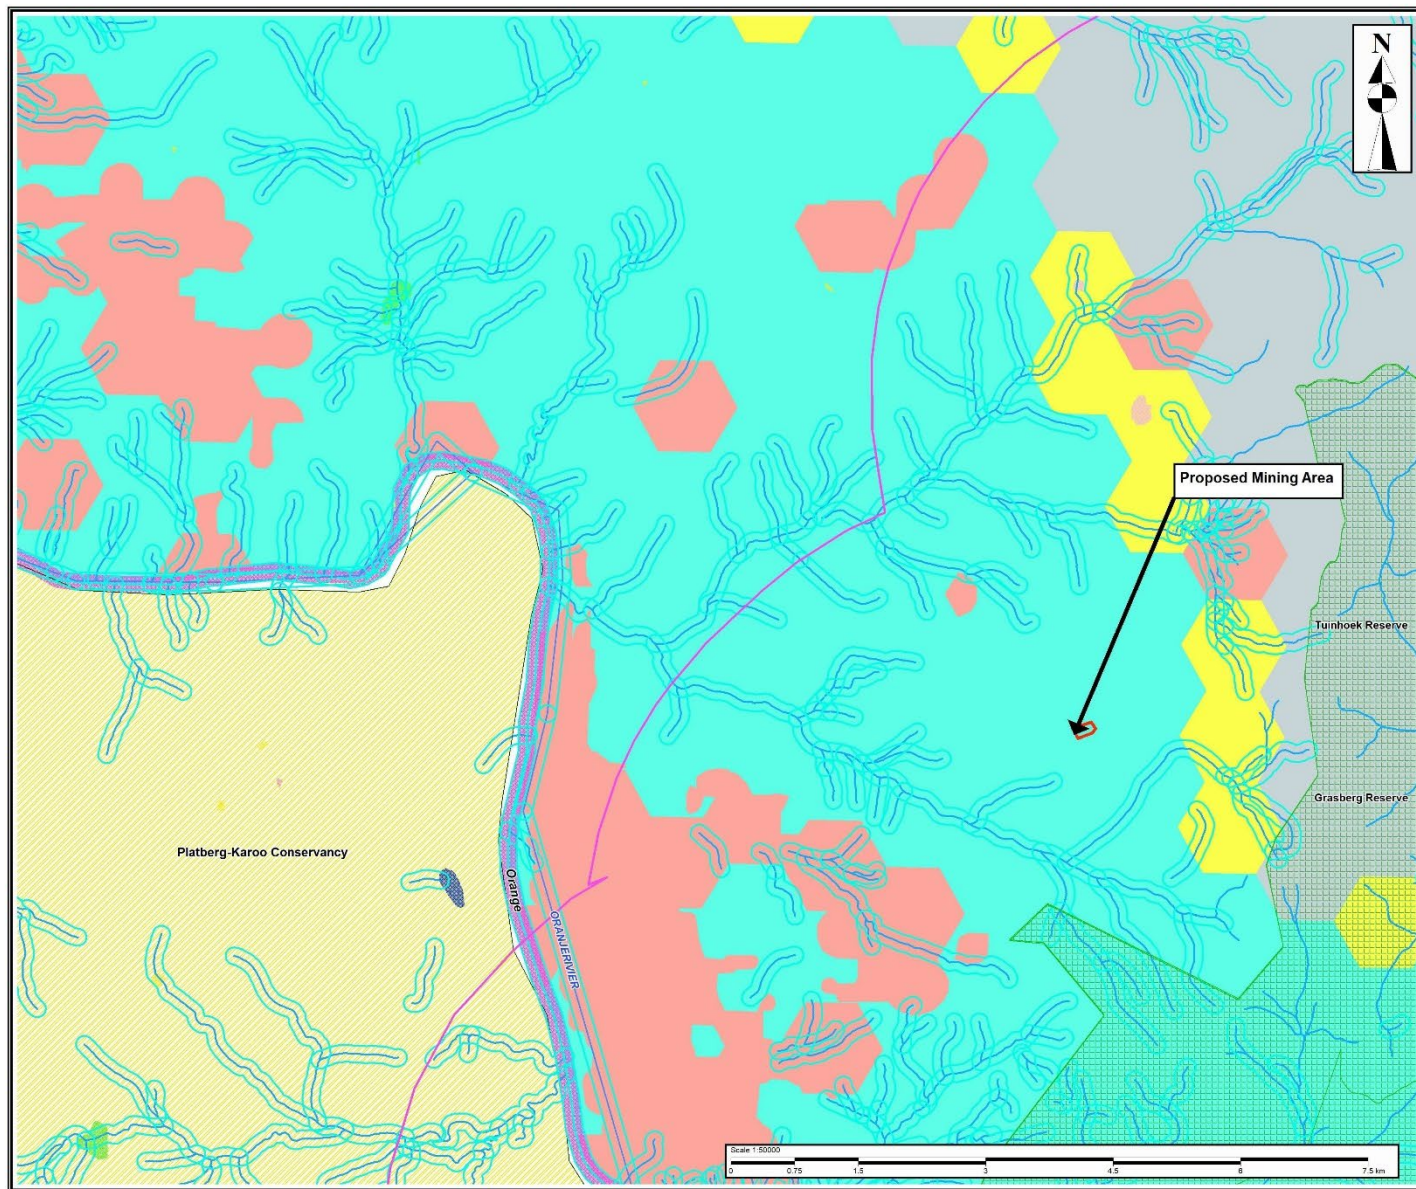 N
Proposed Mining Area
Tuinhoek Reserve
Grasberg Reserve
Platberg-Karoo Conservancy
Orange
ORANJERIVIER
Scale 1:50000
0 0.75 1.5 3 4.5 6 7.5 km